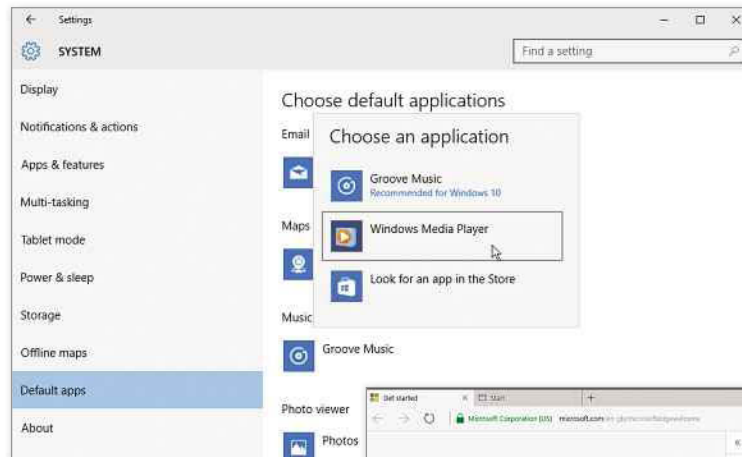 Settings
SYSTEM
Find a setting
Display
Notifications & actions
Apps & features
Multi-tasking
Tablet mode
Power & sleep
Storage
Offline maps
Default apps
About
Choose default applications
Email
Maps
Music
Groove Music
Photo viewer
Photos
Choose an application
Groove Music
Recommended for Windows 10
Windows Media Player
Look for an app in the Store
Get started
Start
Microsoft Corporation [US] microsoft.com